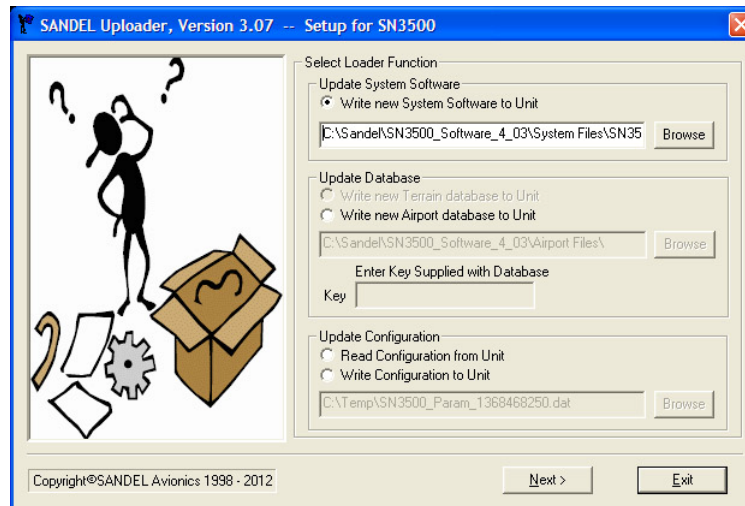 SANDEL Uploader, Version 3.07 -- Setup for SN3500
Select Loader Function
Update System Software
Write new System Software to Unit
C:\Sandel\SN3500_Software_4_03\System Files\SN35
Browse
Update Database
Write new Terrain database to Unit
Write new Airport database to Unit
C:\Sandel\SN3500_Software_4_03\Airport Files\
Browse
Enter Key Supplied with Database
Key
Update Configuration
Read Configuration from Unit
Write Configuration to Unit
C:\Temp\SN3500_Param_1368468250.dat
Browse
Copyright©SANDEL Avionics 1998 - 2012
Next >
Exit